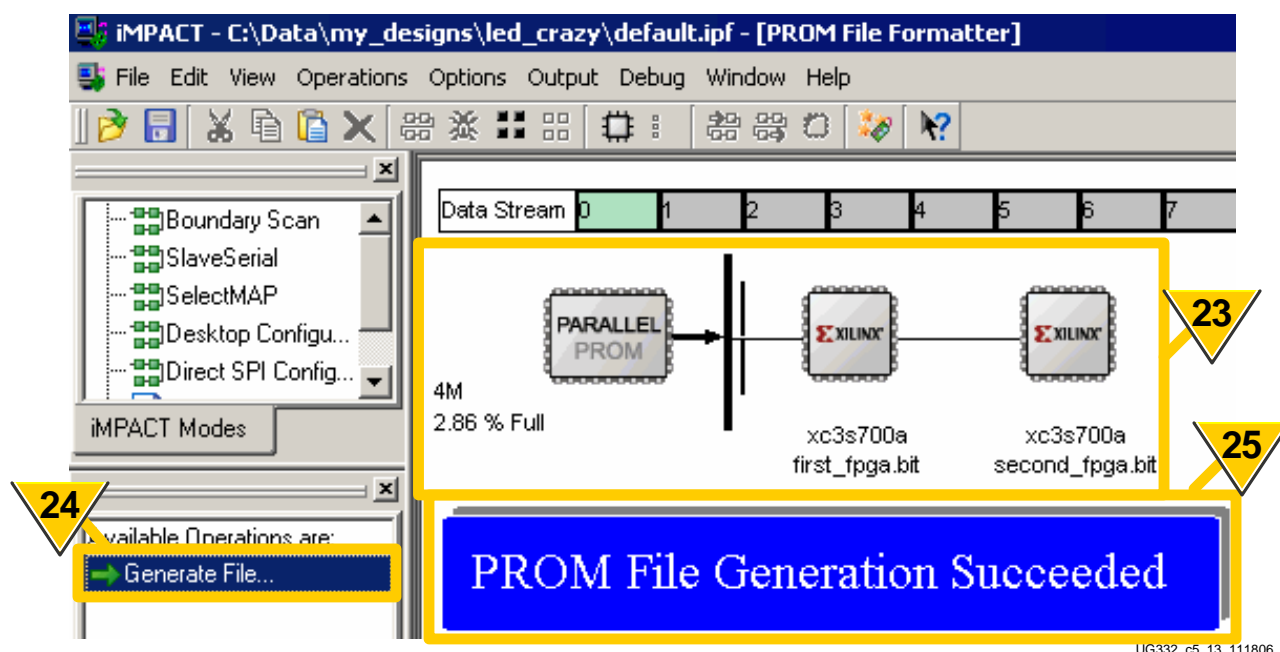 iMPACT - C:\Data\my_designs\led_crazy\default.ipf - [PROM File Formatter]
File Edit View Operations Options Output Debug Window Help
Data Stream 0 1 2 3 4 5 6 7
Boundary Scan
SlaveSerial
SelectMAP
Desktop Configu...
Direct SPI Config...
iMPACT Modes
PARALLEL
PROM
4M
2.86 % Full
XILINX
XILINX
xc3s700a
first_fpga.bit
xc3s700a
second_fpga.bit
23
25
24
Available Operations are:
Generate File...
PROM File Generation Succeeded
UG332_c5_13_111806